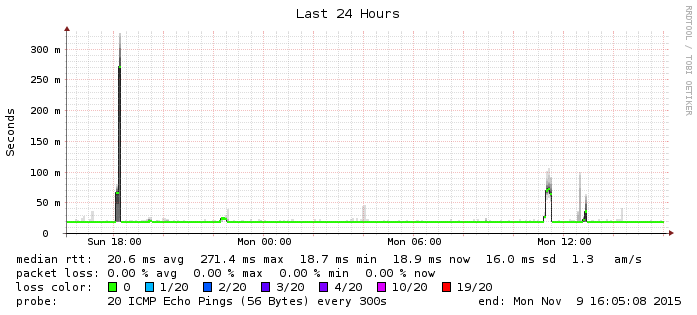 Last 24 Hours
RRDTOOL / TOBI OETIKER
Seconds
300 m
250 m
200 m
150 m
100 m
50 m
0
Sun 18:00 Mon 00:00 Mon 06:00 Mon 12:00
median rtt: 20.6 ms avg 271.4 ms max 18.7 ms min 18.9 ms now 16.0 ms sd 1.3 am/s
packet loss: 0.00 % avg 0.00 % max 0.00 % min 0.00 % now
loss color: 0 1/20 2/20 3/20 4/20 10/20 19/20
probe: 20 ICMP Echo Pings (56 Bytes) every 300s end: Mon Nov 9 16:05:08 2015